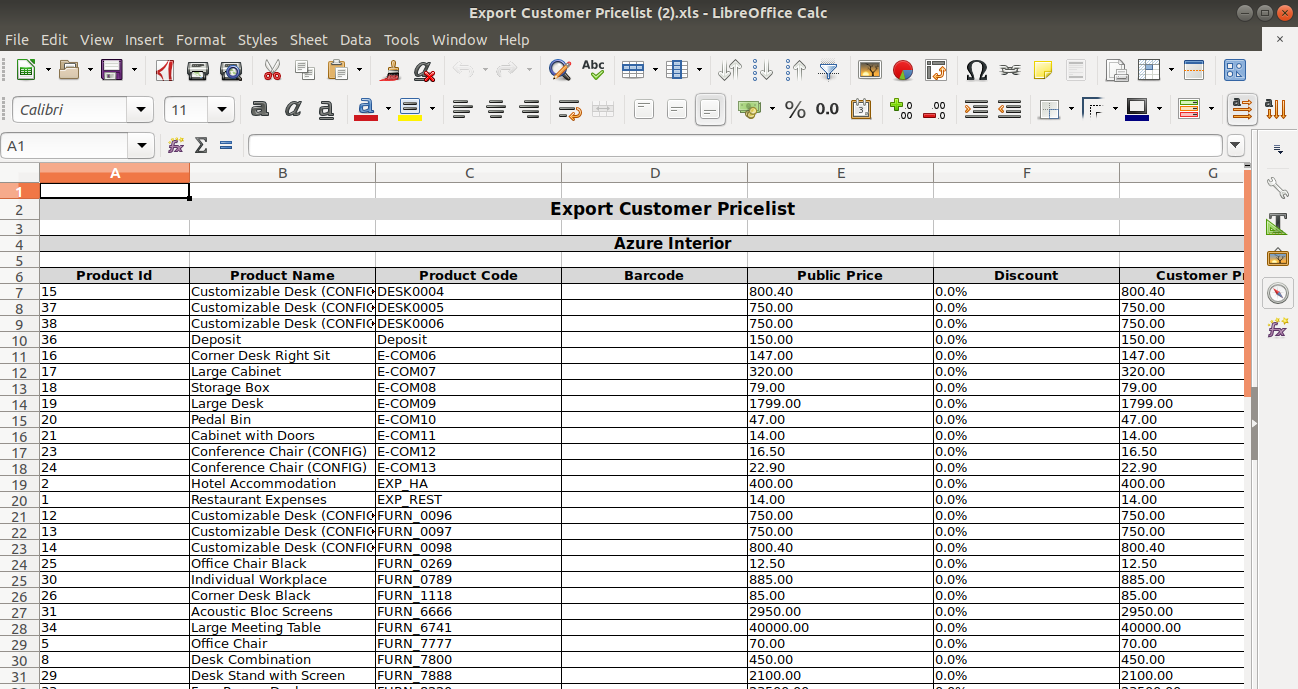 Export Customer Pricelist (2).xls - LibreOffice Calc
File Edit View Insert Format Styles Sheet Data Tools Window Help
Abc
Calibri 11 a a a a % 0.0
A1
A B C D E F G
1
2 Export Customer Pricelist
3
4 Azure Interior
5
6 Product Id Product Name Product Code Barcode Public Price Discount Customer Pr
7 15 Customizable Desk (CONFIG DESK0004 800.40 0.0% 800.40
8 37 Customizable Desk (CONFIG DESK0005 750.00 0.0% 750.00
9 38 Customizable Desk (CONFIG DESK0006 750.00 0.0% 750.00
10 36 Deposit Deposit 150.00 0.0% 150.00
11 16 Corner Desk Right Sit E-COM06 147.00 0.0% 147.00
12 17 Large Cabinet E-COM07 320.00 0.0% 320.00
13 18 Storage Box E-COM08 79.00 0.0% 79.00
14 19 Large Desk E-COM09 1799.00 0.0% 1799.00
15 20 Pedal Bin E-COM10 47.00 0.0% 47.00
16 21 Cabinet with Doors E-COM11 14.00 0.0% 14.00
17 23 Conference Chair (CONFIG) E-COM12 16.50 0.0% 16.50
18 24 Conference Chair (CONFIG) E-COM13 22.90 0.0% 22.90
19 2 Hotel Accommodation EXP_HA 400.00 0.0% 400.00
20 1 Restaurant Expenses EXP_REST 14.00 0.0% 14.00
21 12 Customizable Desk (CONFIG FURN_0096 750.00 0.0% 750.00
22 13 Customizable Desk (CONFIG FURN_0097 750.00 0.0% 750.00
23 14 Customizable Desk (CONFIG FURN_0098 800.40 0.0% 800.40
24 25 Office Chair Black FURN_0269 12.50 0.0% 12.50
25 30 Individual Workplace FURN_0789 885.00 0.0% 885.00
26 26 Corner Desk Black FURN_1118 85.00 0.0% 85.00
27 31 Acoustic Bloc Screens FURN_6666 2950.00 0.0% 2950.00
28 34 Large Meeting Table FURN_6741 40000.00 0.0% 40000.00
29 5 Office Chair FURN_7777 70.00 0.0% 70.00
30 8 Desk Combination FURN_7800 450.00 0.0% 450.00
31 29 Desk Stand with Screen FURN_7888 2100.00 0.0% 2100.00